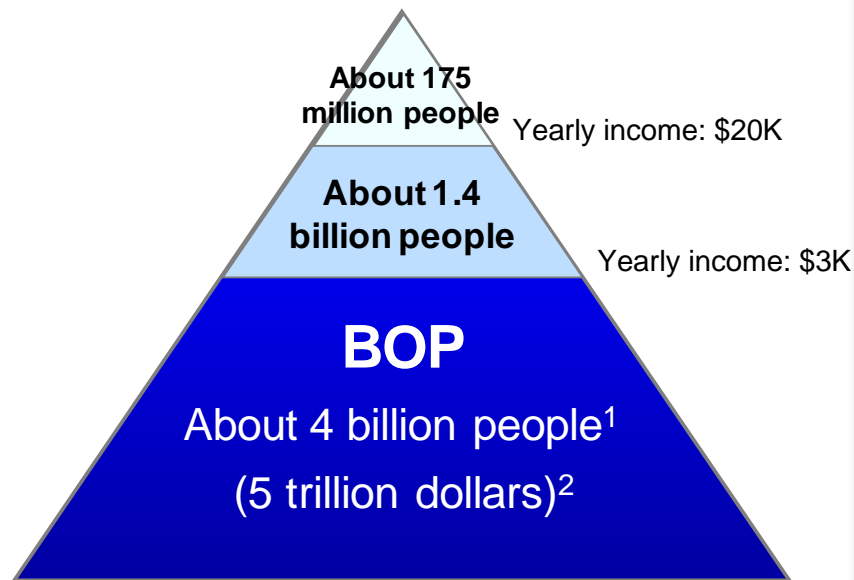 About 175
million people
Yearly income: $20K
About 1.4
billion people
Yearly income: $3K
BOP
About 4 billion people¹
(5 trillion dollars)²